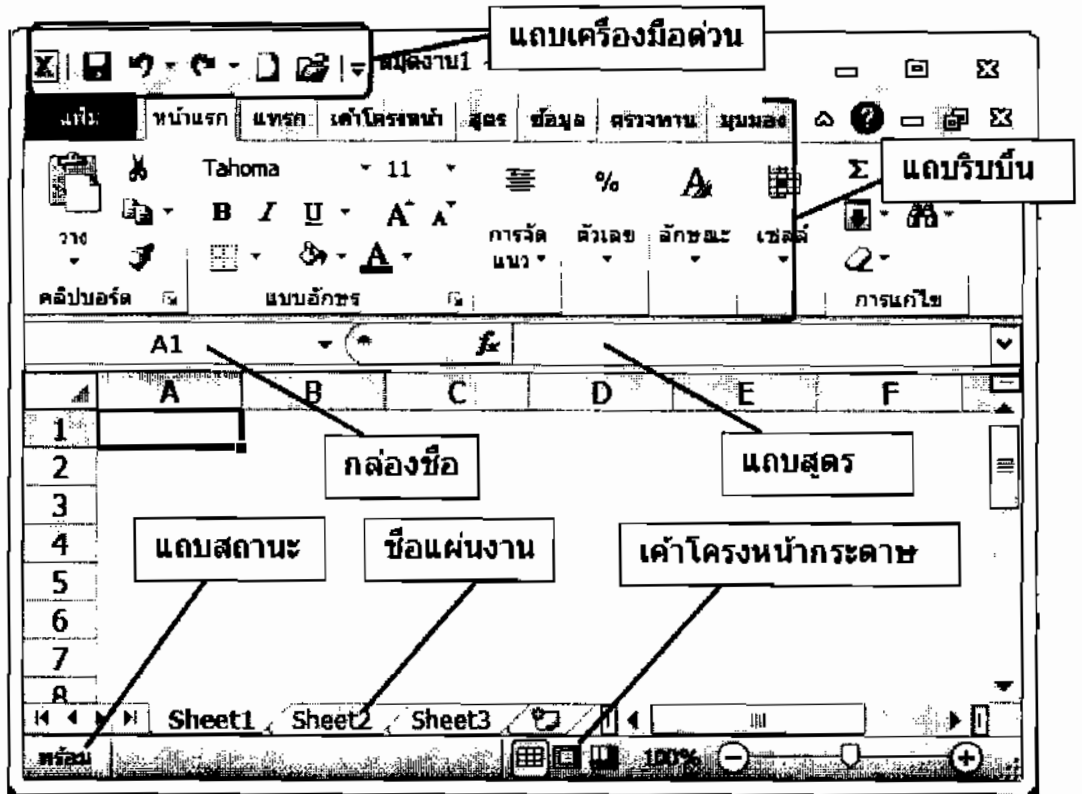 แถบเครื่องมือด่วน
สมุดงาน1 -
แฟ้ม หน้าแรก แทรก เค้าโครงหน้า สูตร ข้อมูล ตรวจทาน มุมมอง
แถบริบบิ้น
Tahoma 11 % Σ
B I U A A
วาง การจัดแนว ตัวเลข ลักษณะ เซลล์
คลิปบอร์ด แบบอักษร การแก้ไข
A1 fx
A B C D E F
1
2 กล่องชื่อ แถบสูตร
3
4 แถบสถานะ ชื่อแผ่นงาน เค้าโครงหน้ากระดาษ
5
6
7
8
Sheet1 Sheet2 Sheet3
พร้อม 100%